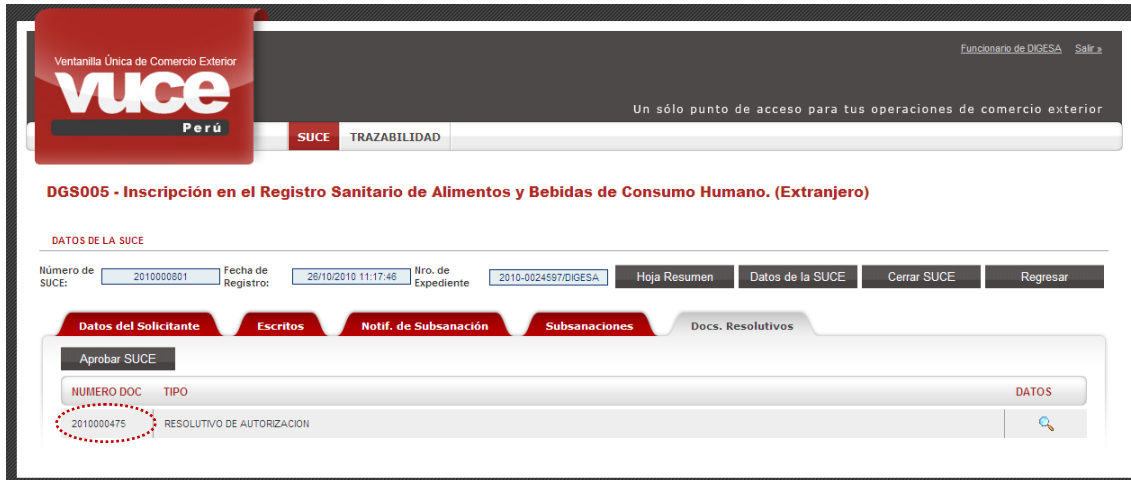 Ventanilla Única de Comercio Exterior
vuce
Perú
Funcionario de DIGESA Salir »
Un sólo punto de acceso para tus operaciones de comercio exterior
SUCE TRAZABILIDAD
DGS005 - Inscripción en el Registro Sanitario de Alimentos y Bebidas de Consumo Humano. (Extranjero)
DATOS DE LA SUCE
Número de SUCE: 2010000801 Fecha de Registro: 26/10/2010 11:17:46 Nro. de Expediente 2010-0024597/DIGESA Hoja Resumen Datos de la SUCE Cerrar SUCE Regresar
Datos del Solicitante Escritos Notif. de Subsanación Subsanaciones Docs. Resolutivos
Aprobar SUCE
NUMERO DOC TIPO DATOS
2010000475 RESOLUTIVO DE AUTORIZACION